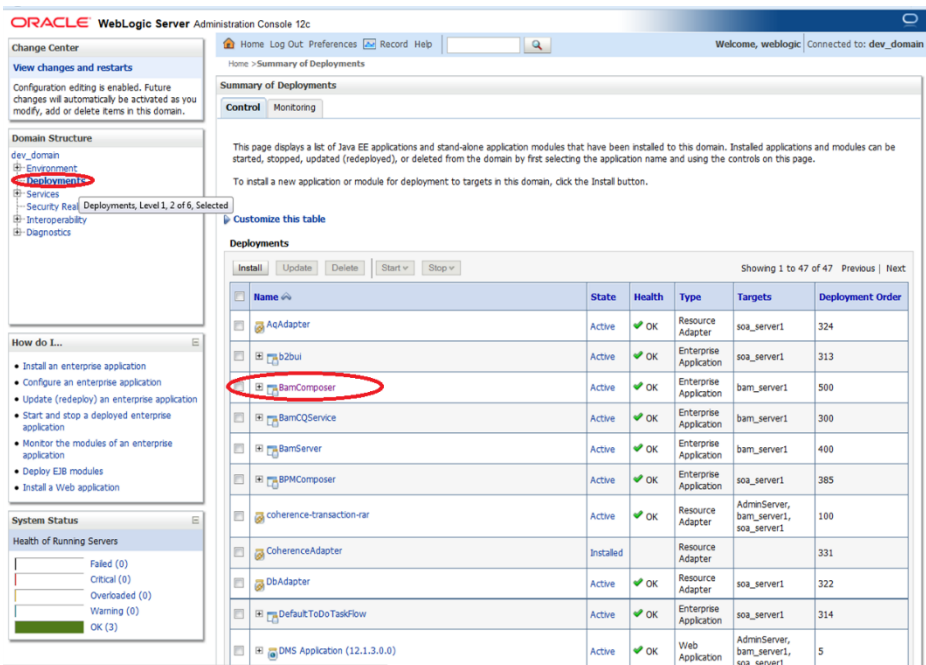 ORACLE WebLogic Server Administration Console 12c
Change Center
View changes and restarts
Configuration editing is enabled. Future
changes will automatically be activated as you
modify, add or delete items in this domain.
Domain Structure
dev_domain
Environment
Deployments
Services
Security Real
Deployments, Level 1, 2 of 6, Selected
Interoperability
Diagnostics
How do I...
Install an enterprise application
Configure an enterprise application
Update (redeploy) an enterprise application
Start and stop a deployed enterprise
application
Monitor the modules of an enterprise
application
Deploy EJB modules
Install a Web application
System Status
Health of Running Servers
Failed (0)
Critical (0)
Overloaded (0)
Warning (0)
OK (3)
Home Log Out Preferences Record Help
Welcome, weblogic Connected to: dev_domain
Home >Summary of Deployments
Summary of Deployments
Control Monitoring
This page displays a list of Java EE applications and stand-alone application modules that have been installed to this domain. Installed applications and modules can be
started, stopped, updated (redeployed), or deleted from the domain by first selecting the application name and using the controls on this page.
To install a new application or module for deployment to targets in this domain, click the Install button.
Customize this table
Deployments
Install Update Delete Start Stop Showing 1 to 47 of 47 Previous | Next
Name State Health Type Targets Deployment Order
AqAdapter Active OK Resource Adapter soa_server1 324
b2bui Active OK Enterprise Application soa_server1 313
BamComposer Active OK Enterprise Application bam_server1 500
BamCQService Active OK Enterprise Application bam_server1 300
BamServer Active OK Enterprise Application bam_server1 400
BPMComposer Active OK Enterprise Application soa_server1 385
coherence-transaction-rar Active OK Resource Adapter AdminServer, bam_server1, soa_server1 100
CoherenceAdapter Installed Resource Adapter 331
DbAdapter Active OK Resource Adapter soa_server1 322
DefaultToDoTaskFlow Active OK Enterprise Application soa_server1 314
DMS Application (12.1.3.0.0) Active OK Web Application AdminServer, bam_server1, soa_server1 5